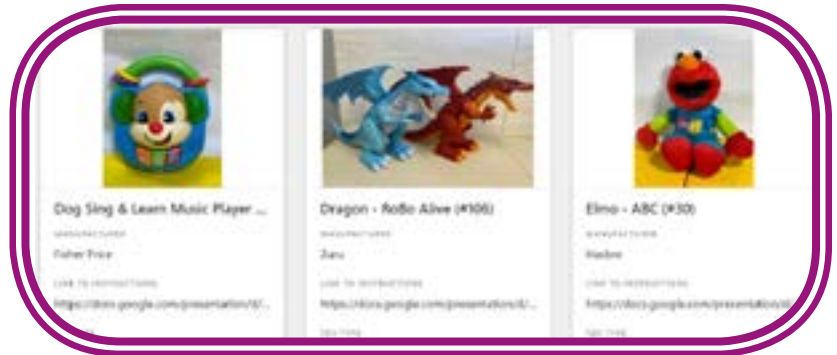 Dog Sing & Learn Music Player ...
MANUFACTURER
Fisher Price
LINK TO INSTRUCTIONS
https://docs.google.com/presentation/d/...
Dragon - RoBo Alive (#106)
MANUFACTURER
Zuru
LINK TO INSTRUCTIONS
https://docs.google.com/presentation/d/...
Elmo - ABC (#30)
MANUFACTURER
Hasbro
LINK TO INSTRUCTIONS
https://docs.google.com/presentation/d/
TOY TYPE